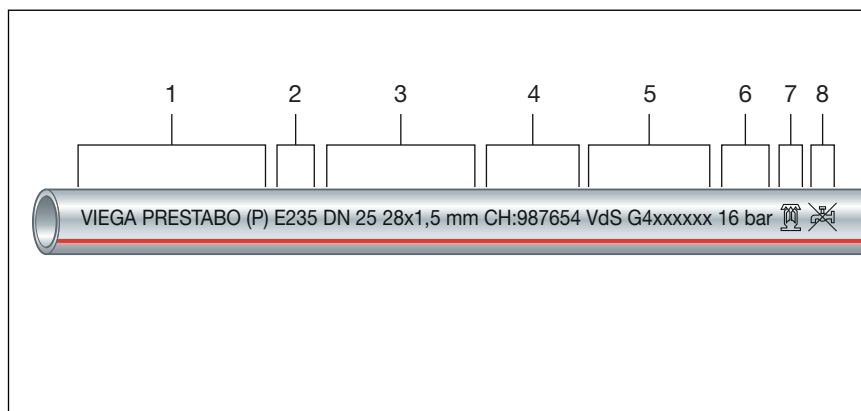 1 2 3 4 5 6 7 8
VIEGA PRESTABO (P) E235 DN 25 28x1,5 mm CH:987654 VdS G4xxxxxx 16 bar